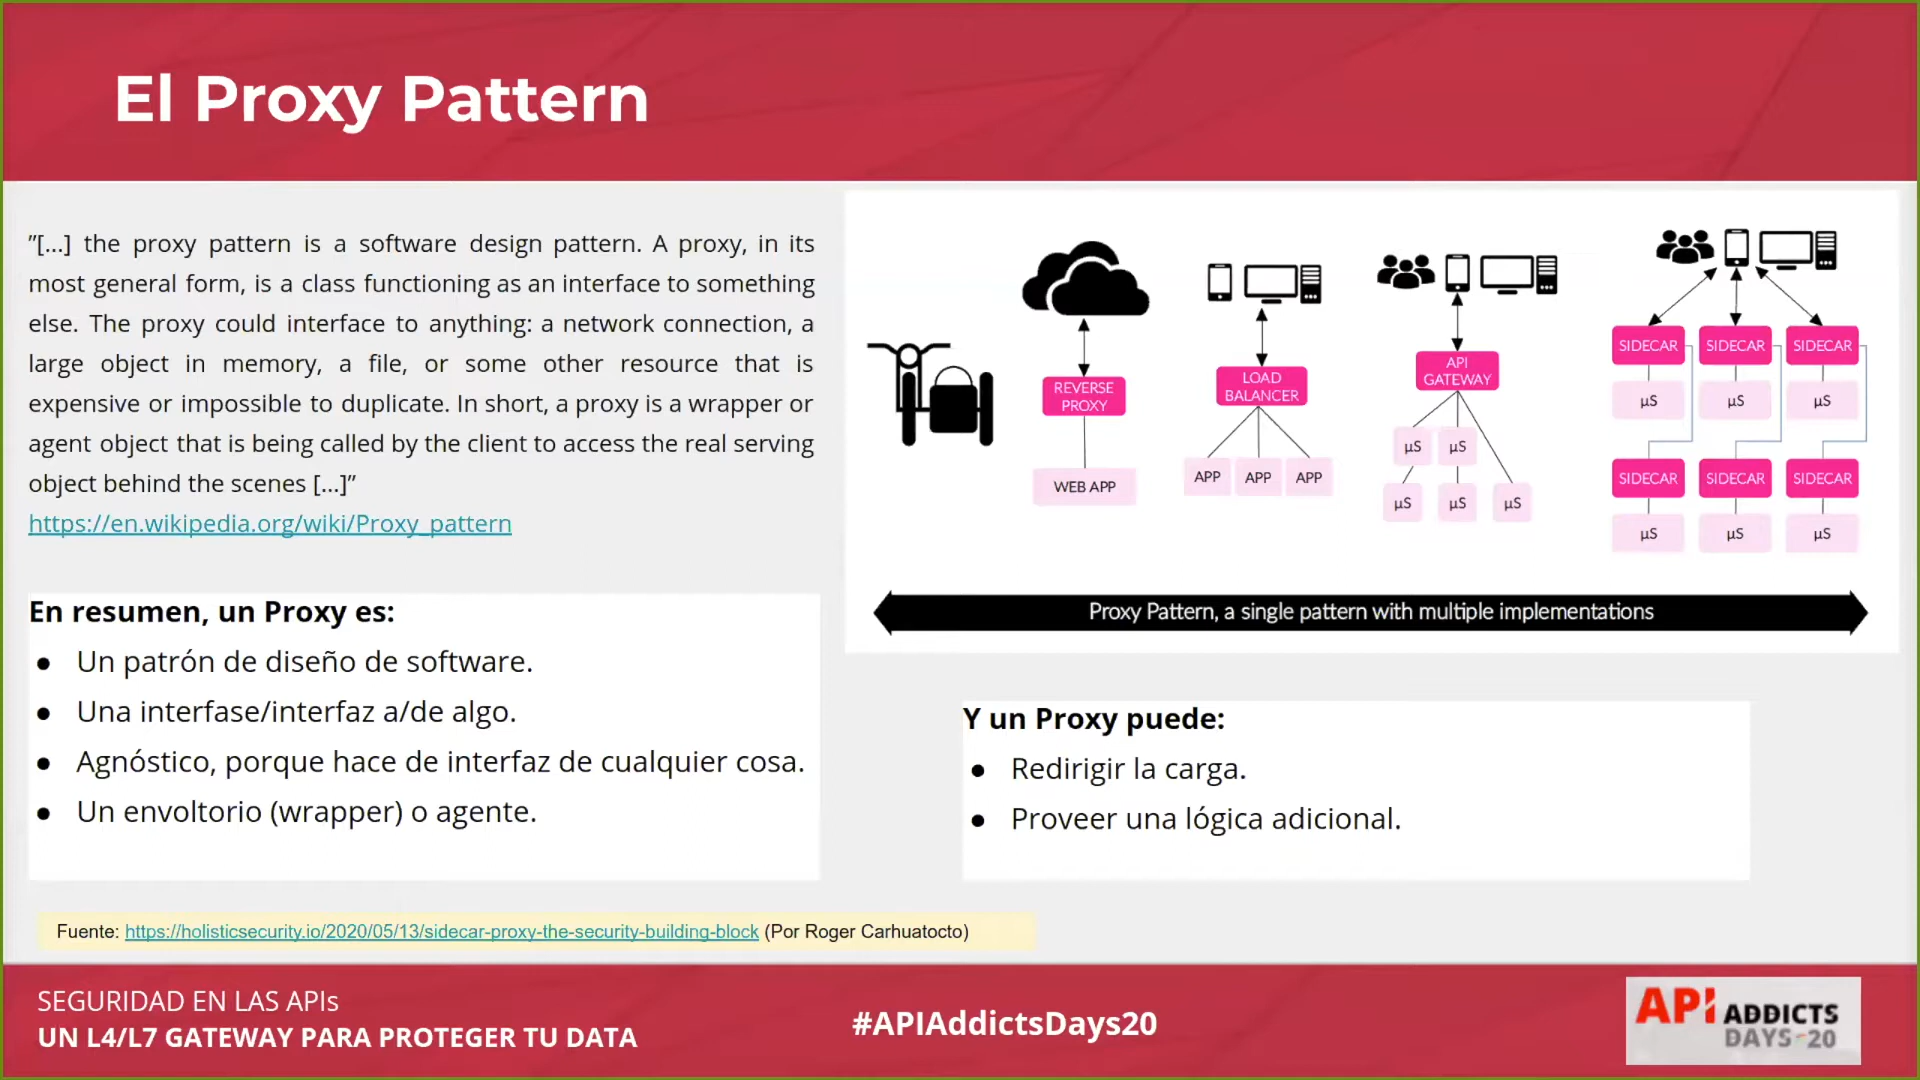 El Proxy Pattern
”[...] the proxy pattern is a software design pattern. A proxy, in its
most general form, is a class functioning as an interface to something
else. The proxy could interface to anything: a network connection, a
large object in memory, a file, or some other resource that is
expensive or impossible to duplicate. In short, a proxy is a wrapper or
agent object that is being called by the client to access the real serving
object behind the scenes [...]”
https://en.wikipedia.org/wiki/Proxy_pattern
En resumen, un Proxy es:
● Un patrón de diseño de software.
● Una interfase/interfaz a/de algo.
● Agnóstico, porque hace de interfaz de cualquier cosa.
● Un envoltorio (wrapper) o agente.
REVERSE
PROXY
WEB APP
LOAD
BALANCER
APP APP APP
API
GATEWAY
µS µS
µS µS µS
SIDECAR SIDECAR SIDECAR
µS µS µS
SIDECAR SIDECAR SIDECAR
µS µS µS
Proxy Pattern, a single pattern with multiple implementations
Y un Proxy puede:
● Redirigir la carga.
● Proveer una lógica adicional.
Fuente: https://holisticsecurity.io/2020/05/13/sidecar-proxy-the-security-building-block (Por Roger Carhuatocto)
SEGURIDAD EN LAS APIs
UN L4/L7 GATEWAY PARA PROTEGER TU DATA
#APIAddictsDays20
API ADDICTS
DAYS-20